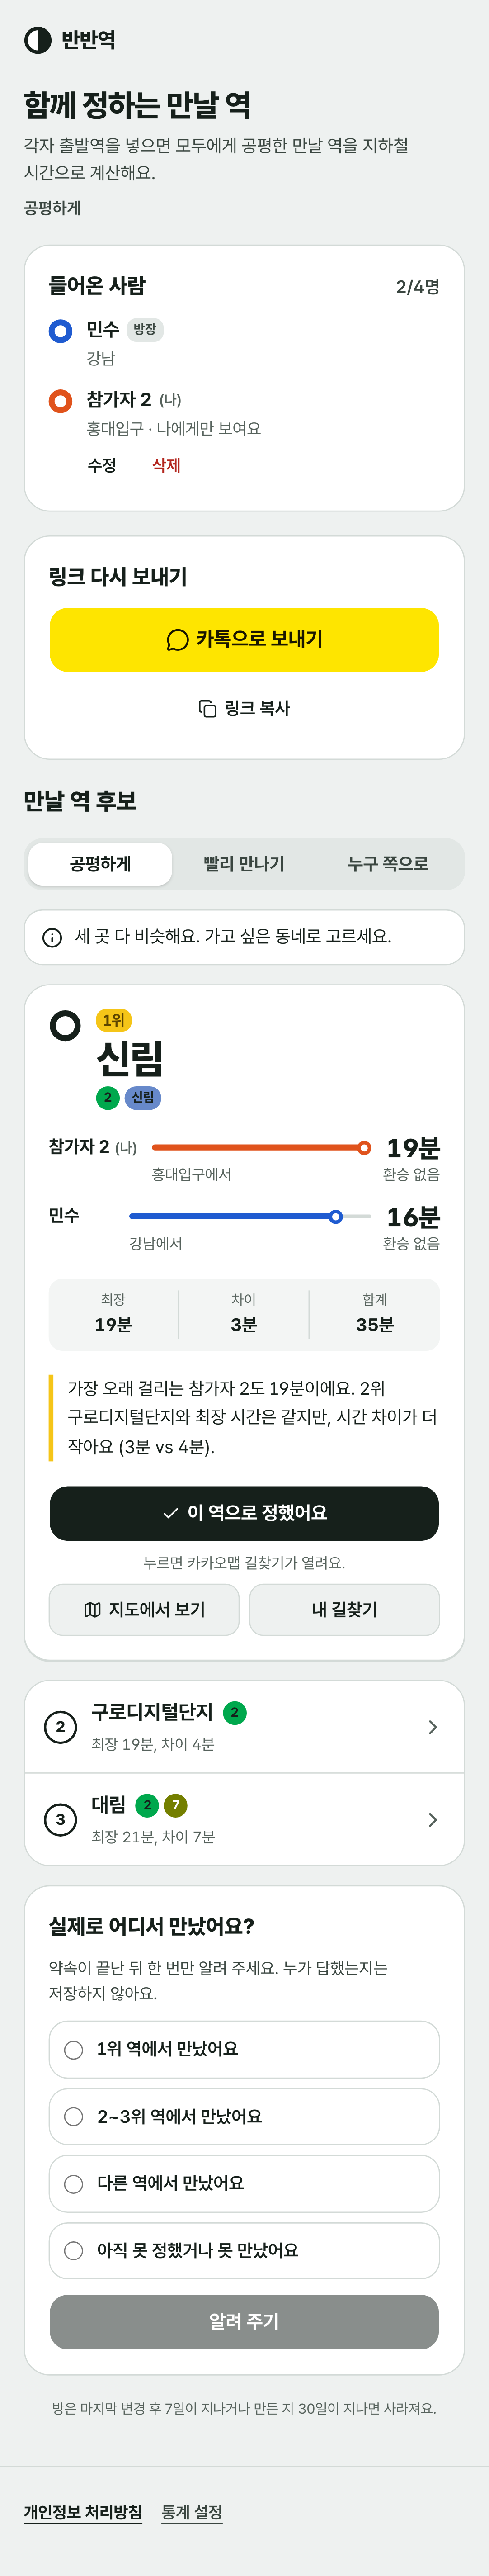 반반역
함께 정하는 만날 역
각자 출발역을 넣으면 모두에게 공평한 만날 역을 지하철
시간으로 계산해요.
공평하게
들어온 사람 2/4명
민수 방장
강남
참가자 2 (나)
홍대입구 · 나에게만 보여요
수정 삭제
링크 다시 보내기
카톡으로 보내기
링크 복사
만날 역 후보
공평하게 빨리 만나기 누구 쪽으로
세 곳 다 비슷해요. 가고 싶은 동네로 고르세요.
1위
신림
2 신림
참가자 2 (나) 19분
홍대입구에서 환승 없음
민수 16분
강남에서 환승 없음
최장 차이 합계
19분 3분 35분
가장 오래 걸리는 참가자 2도 19분이에요. 2위
구로디지털단지와 최장 시간은 같지만, 시간 차이가 더
작아요 (3분 vs 4분).
이 역으로 정했어요
누르면 카카오맵 길찾기가 열려요.
지도에서 보기 내 길찾기
2 구로디지털단지 2
최장 19분, 차이 4분
3 대림 2 7
최장 21분, 차이 7분
실제로 어디서 만났어요?
약속이 끝난 뒤 한 번만 알려 주세요. 누가 답했는지는
저장하지 않아요.
1위 역에서 만났어요
2~3위 역에서 만났어요
다른 역에서 만났어요
아직 못 정했거나 못 만났어요
알려 주기
방은 마지막 변경 후 7일이 지나거나 만든 지 30일이 지나면 사라져요.
개인정보 처리방침 통계 설정